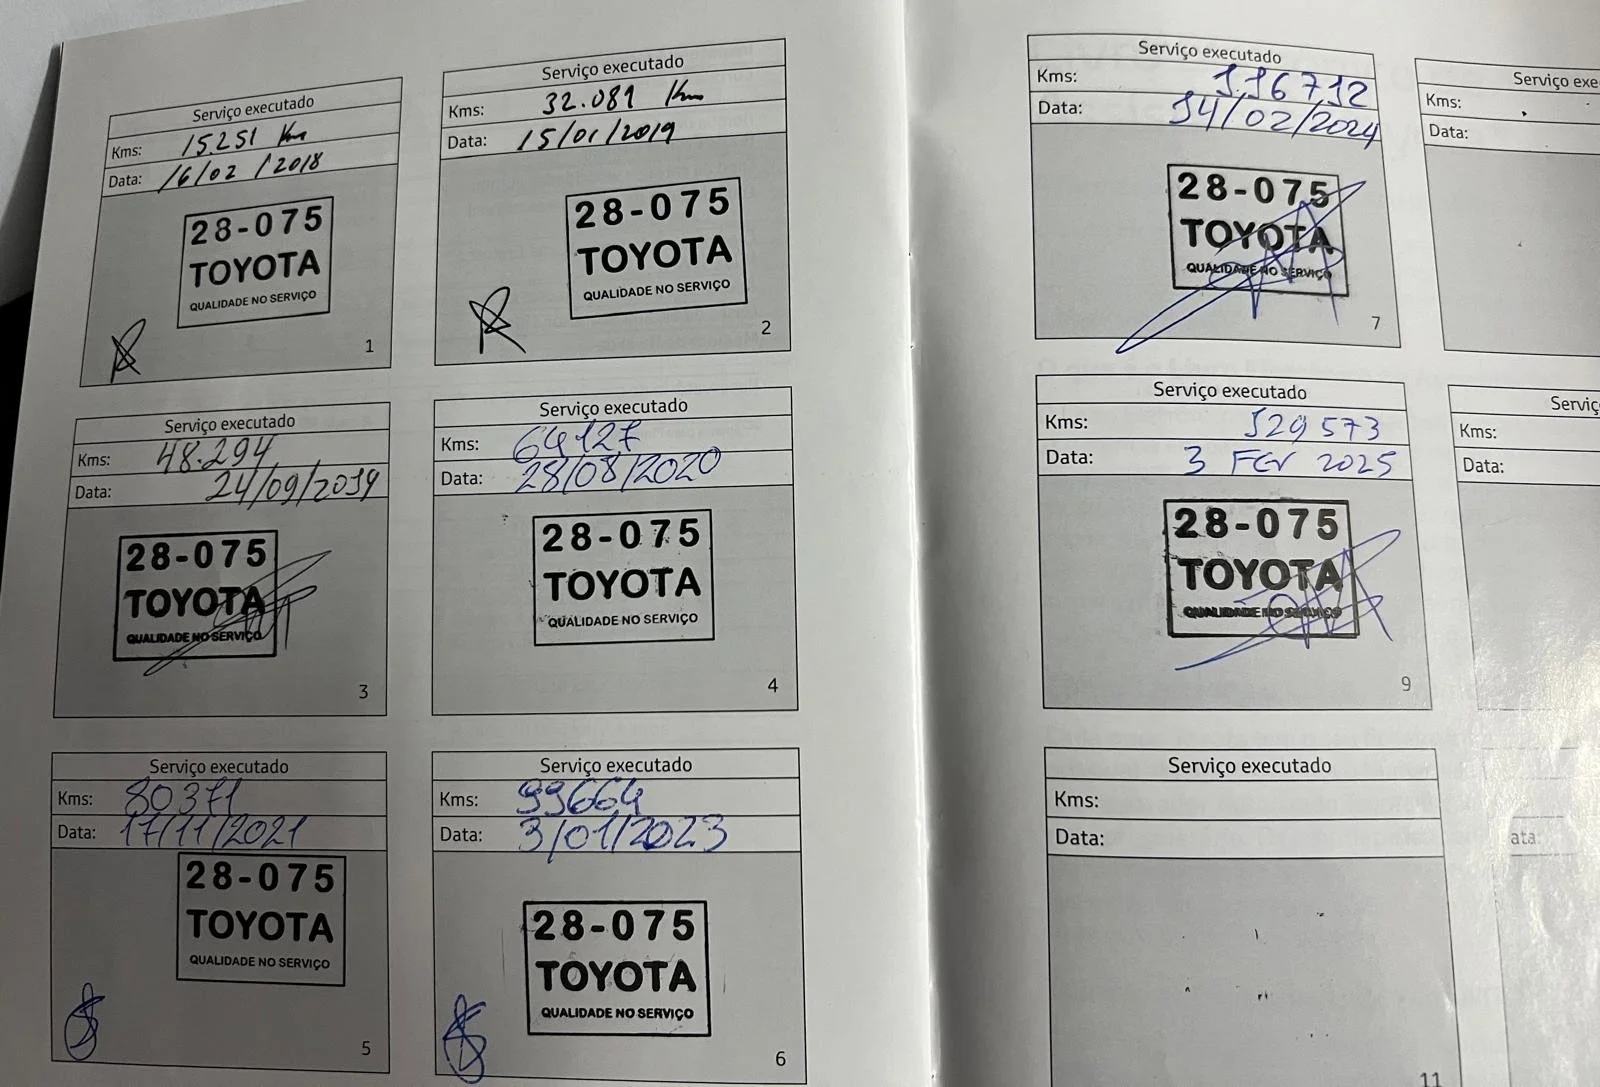 Serviço executado
Kms: 15.251 Km
Data: 16/02/2018
28-075
TOYOTA
QUALIDADE NO SERVIÇO
1
Serviço executado
Kms: 32.081 Km
Data: 15/01/2019
28-075
TOYOTA
QUALIDADE NO SERVIÇO
2
Serviço executado
Kms: 48.294
Data: 24/09/2019
28-075
TOYOTA
QUALIDADE NO SERVIÇO
3
Serviço executado
Kms: 64127
Data: 28/08/2020
28-075
TOYOTA
QUALIDADE NO SERVIÇO
4
Serviço executado
Kms: 80371
Data: 17/11/2021
28-075
TOYOTA
QUALIDADE NO SERVIÇO
5
Serviço executado
Kms: 99664
Data: 3/01/2023
28-075
TOYOTA
QUALIDADE NO SERVIÇO
6
Serviço executado
Kms: 116712
Data: 14/02/2024
28-075
TOYOTA
QUALIDADE NO SERVIÇO
7
Serviço exe
Kms:
Data:
Serviço executado
Kms: 129573
Data: 3 FEV 2025
28-075
TOYOTA
QUALIDADE NO SERVIÇO
9
Serviç
Kms:
Data:
Serviço executado
Kms:
Data:
11
ata: